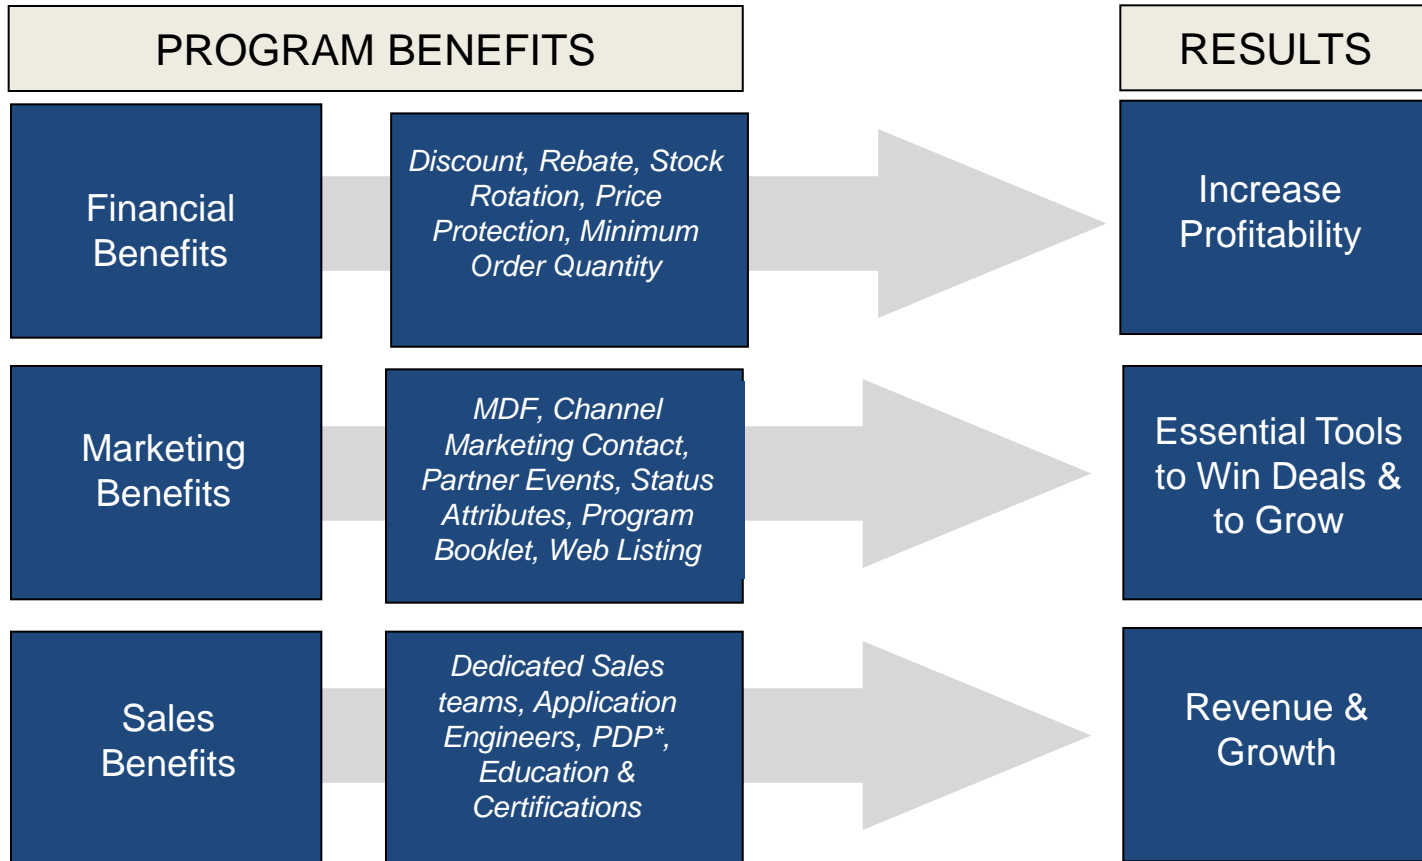 PROGRAM BENEFITS
RESULTS
Financial
Benefits
Discount, Rebate, Stock
Rotation, Price
Protection, Minimum
Order Quantity
Increase
Profitability
Marketing
Benefits
MDF, Channel
Marketing Contact,
Partner Events, Status
Attributes, Program
Booklet, Web Listing
Essential Tools
to Win Deals &
to Grow
Sales
Benefits
Dedicated Sales
teams, Application
Engineers, PDP*,
Education &
Certifications
Revenue &
Growth